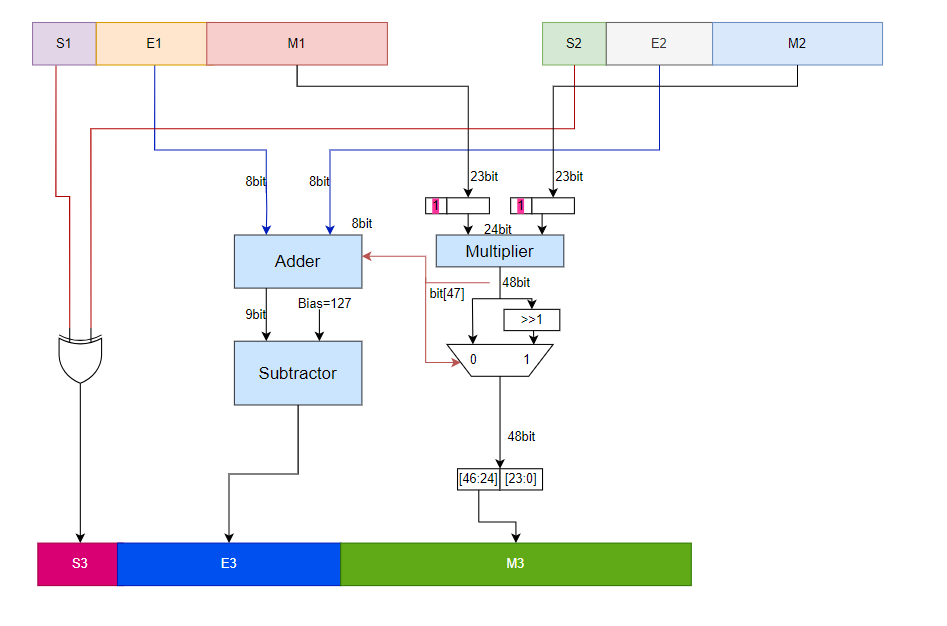 S1 E1 M1 S2 E2 M2
8bit 8bit 23bit 23bit
1 1
8bit 24bit
Adder Multiplier
48bit
bit[47]
9bit Bias=127
>>1
0 1
Subtractor
48bit
[46:24] [23:0]
S3 E3 M3